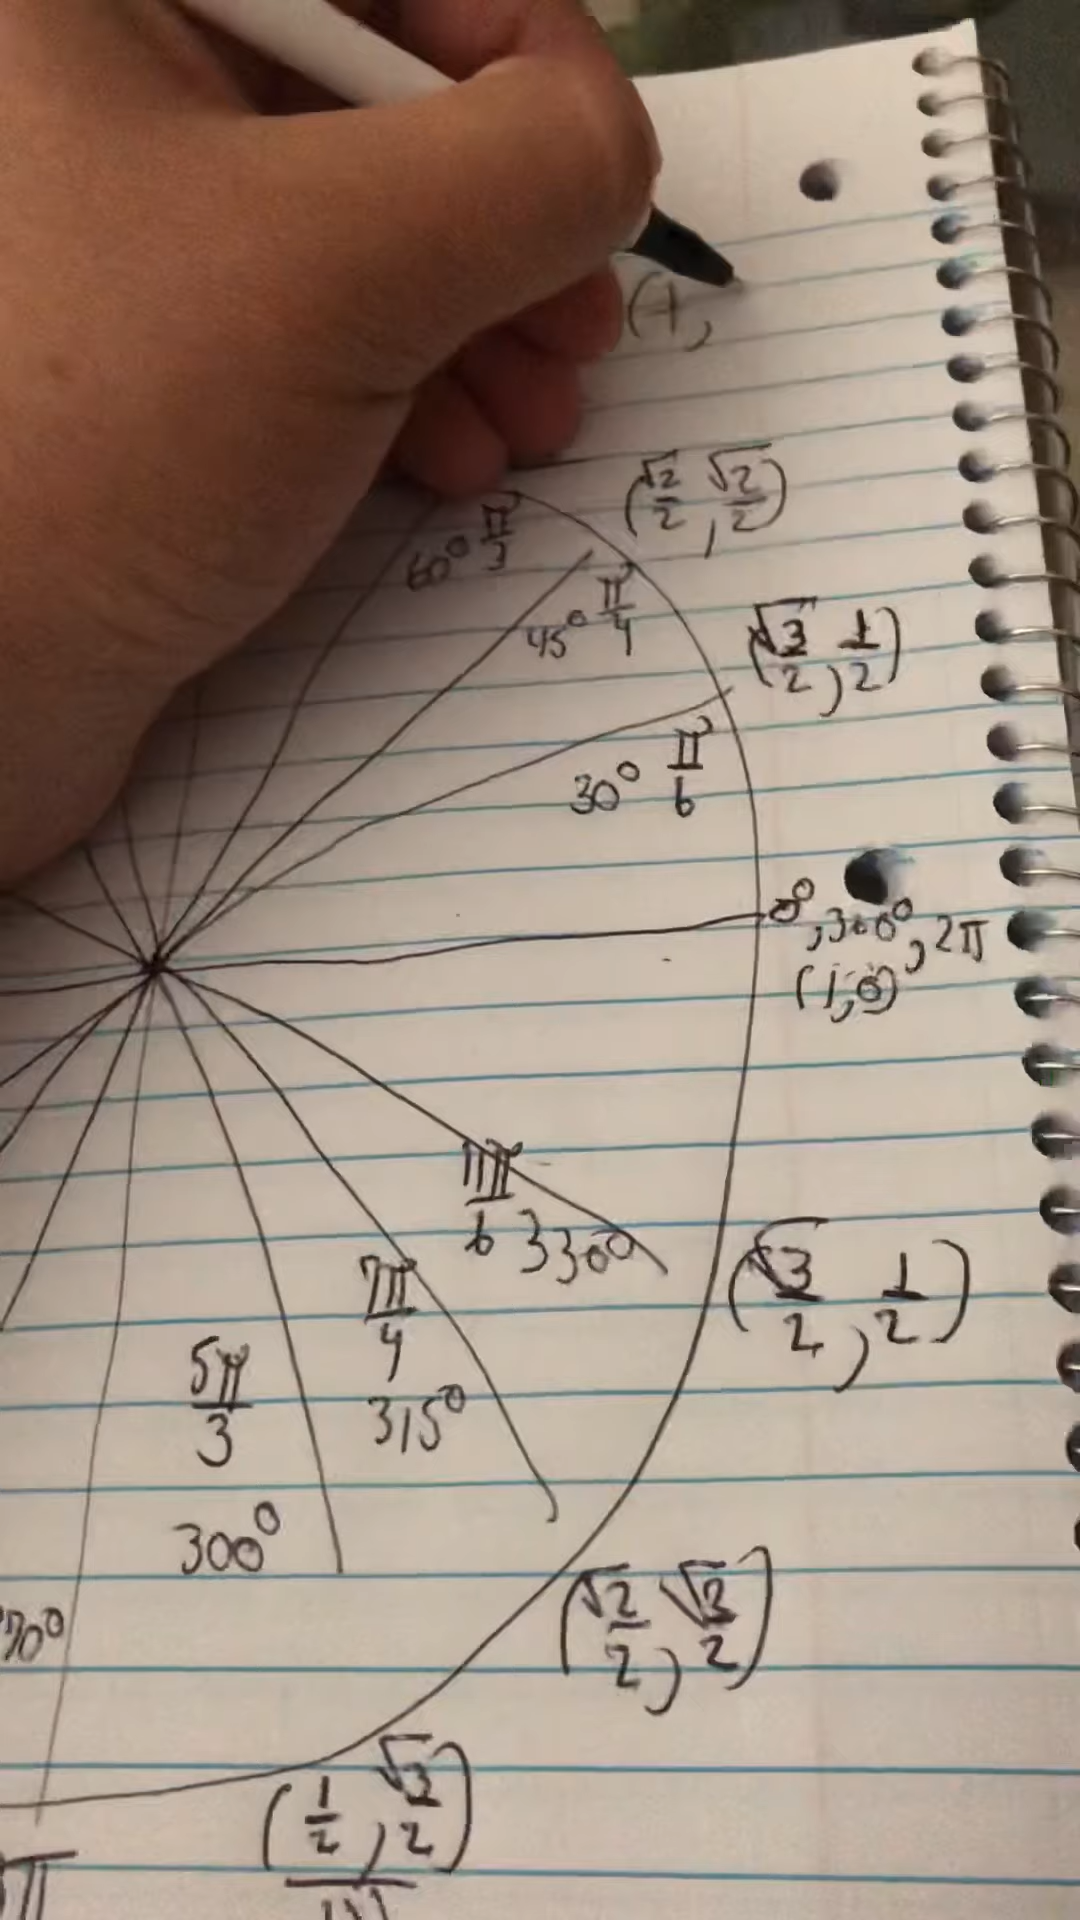 (+,
(√2/2, √2/2)
60° π/3
45° π/4
(√3/2, 1/2)
30° π/6
0°, 360°, 2π
(1,0)
11π/6 330°
(√3/2, 1/2)
7π/4
315°
5π/3
300°
(√2/2, √3/2)
70°
(1/2, √3/2)
π